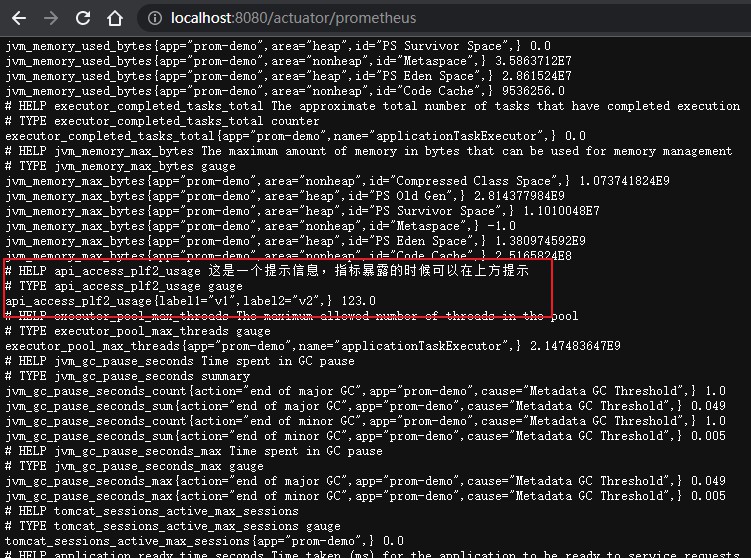 localhost:8080/actuator/prometheus
jvm_memory_used_bytes{app="prom-demo",area="heap",id="PS Survivor Space",} 0.0
jvm_memory_used_bytes{app="prom-demo",area="nonheap",id="Metaspace",} 3.5863712E7
jvm_memory_used_bytes{app="prom-demo",area="heap",id="PS Eden Space",} 2.861524E7
jvm_memory_used_bytes{app="prom-demo",area="nonheap",id="Code Cache",} 9536256.0
# HELP executor_completed_tasks_total The approximate total number of tasks that have completed execution
# TYPE executor_completed_tasks_total counter
executor_completed_tasks_total{app="prom-demo",name="applicationTaskExecutor",} 0.0
# HELP jvm_memory_max_bytes The maximum amount of memory in bytes that can be used for memory management
# TYPE jvm_memory_max_bytes gauge
jvm_memory_max_bytes{app="prom-demo",area="nonheap",id="Compressed Class Space",} 1.073741824E9
jvm_memory_max_bytes{app="prom-demo",area="heap",id="PS Old Gen",} 2.814377984E9
jvm_memory_max_bytes{app="prom-demo",area="heap",id="PS Survivor Space",} 1.1010048E7
jvm_memory_max_bytes{app="prom-demo",area="nonheap",id="Metaspace",} -1.0
jvm_memory_max_bytes{app="prom-demo",area="heap",id="PS Eden Space",} 1.380974592E9
jvm_memory_max_bytes{app="prom-demo",area="nonheap",id="Code Cache",} 2.5165824E8
# HELP api_access_plf2_usage 这是一个提示信息，指标暴露的时候可以在上方提示
# TYPE api_access_plf2_usage gauge
api_access_plf2_usage{label1="v1",label2="v2",} 123.0
# HELP executor_pool_max_threads The maximum allowed number of threads in the pool
# TYPE executor_pool_max_threads gauge
executor_pool_max_threads{app="prom-demo",name="applicationTaskExecutor",} 2.147483647E9
# HELP jvm_gc_pause_seconds Time spent in GC pause
# TYPE jvm_gc_pause_seconds summary
jvm_gc_pause_seconds_count{action="end of major GC",app="prom-demo",cause="Metadata GC Threshold",} 1.0
jvm_gc_pause_seconds_sum{action="end of major GC",app="prom-demo",cause="Metadata GC Threshold",} 0.049
jvm_gc_pause_seconds_count{action="end of minor GC",app="prom-demo",cause="Metadata GC Threshold",} 1.0
jvm_gc_pause_seconds_sum{action="end of minor GC",app="prom-demo",cause="Metadata GC Threshold",} 0.005
# HELP jvm_gc_pause_seconds_max Time spent in GC pause
# TYPE jvm_gc_pause_seconds_max gauge
jvm_gc_pause_seconds_max{action="end of major GC",app="prom-demo",cause="Metadata GC Threshold",} 0.049
jvm_gc_pause_seconds_max{action="end of minor GC",app="prom-demo",cause="Metadata GC Threshold",} 0.005
# HELP tomcat_sessions_active_max_sessions
# TYPE tomcat_sessions_active_max_sessions gauge
tomcat_sessions_active_max_sessions{app="prom-demo",} 0.0
# HELP application_ready_time_seconds Time taken (ms) for the application to be ready to service requests